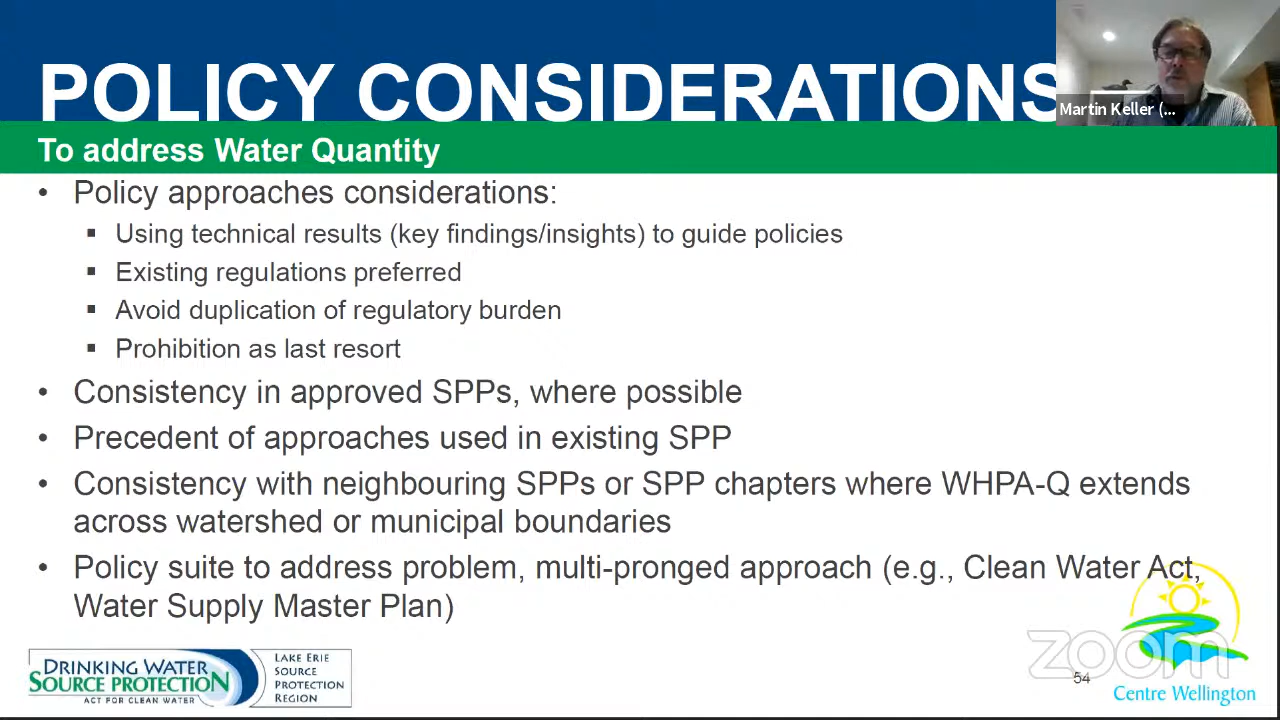 POLICY CONSIDERATIONS
Martin Keller (...
To address Water Quantity
• Policy approaches considerations:
▪ Using technical results (key findings/insights) to guide policies
▪ Existing regulations preferred
▪ Avoid duplication of regulatory burden
▪ Prohibition as last resort
• Consistency in approved SPPs, where possible
• Precedent of approaches used in existing SPP
• Consistency with neighbouring SPPs or SPP chapters where WHPA-Q extends
across watershed or municipal boundaries
• Policy suite to address problem, multi-pronged approach (e.g., Clean Water Act,
Water Supply Master Plan)
DRINKING WATER
SOURCE PROTECTION
ACT FOR CLEAN WATER
LAKE ERIE
SOURCE
PROTECTION
REGION
zoom
54
Centre Wellington